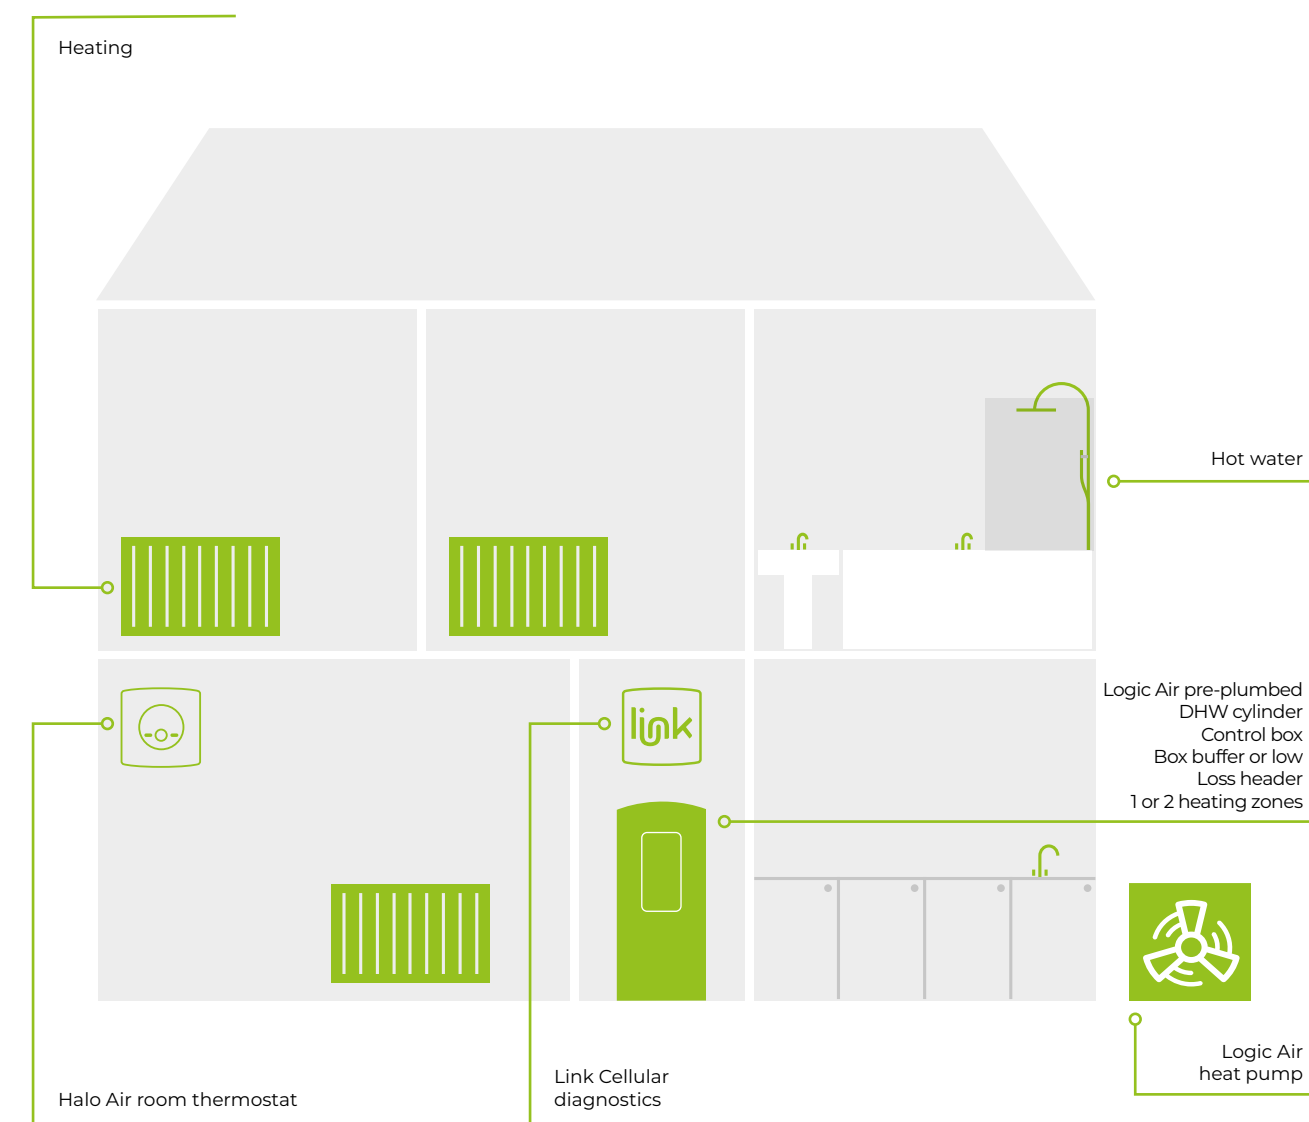 Heating
Hot water
link
Logic Air pre-plumbed
DHW cylinder
Control box
Box buffer or low
Loss header
1 or 2 heating zones
Logic Air
heat pump
Halo Air room thermostat
Link Cellular
diagnostics